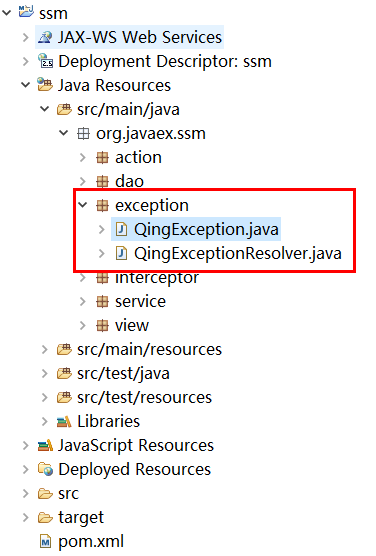 ssm
JAX-WS Web Services
Deployment Descriptor: ssm
Java Resources
src/main/java
org.javaex.ssm
action
dao
exception
QingException.java
QingExceptionResolver.java
interceptor
service
view
src/main/resources
src/test/java
src/test/resources
Libraries
JavaScript Resources
Deployed Resources
src
target
pom.xml